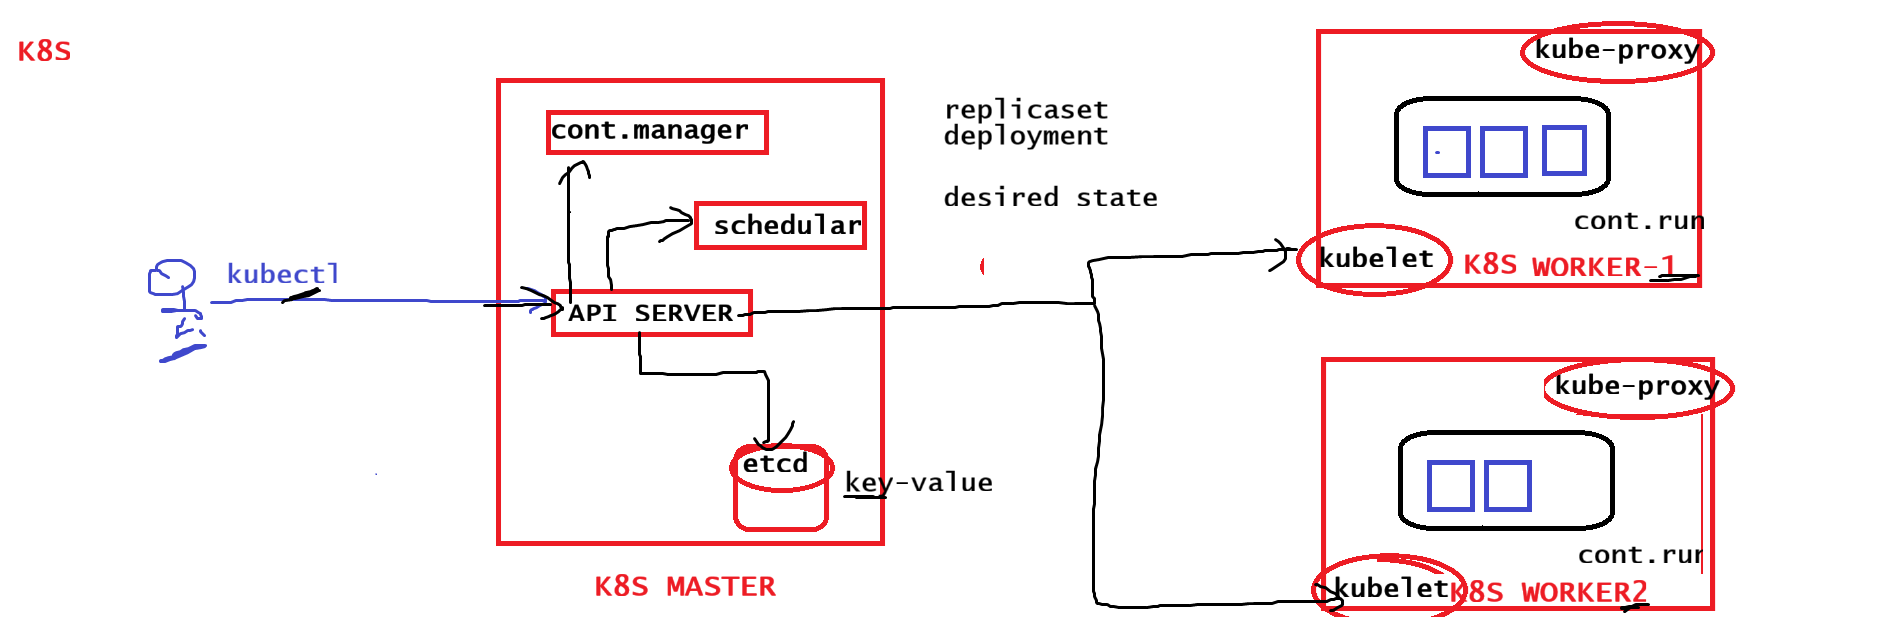 K8S
kubectl
cont.manager
schedular
API SERVER
etcd
key-value
K8S MASTER
replicaset
deployment
desired state
kube-proxy
cont.run
kubelet
K8S WORKER-1
kube-proxy
cont.run
kubelet
K8S WORKER2